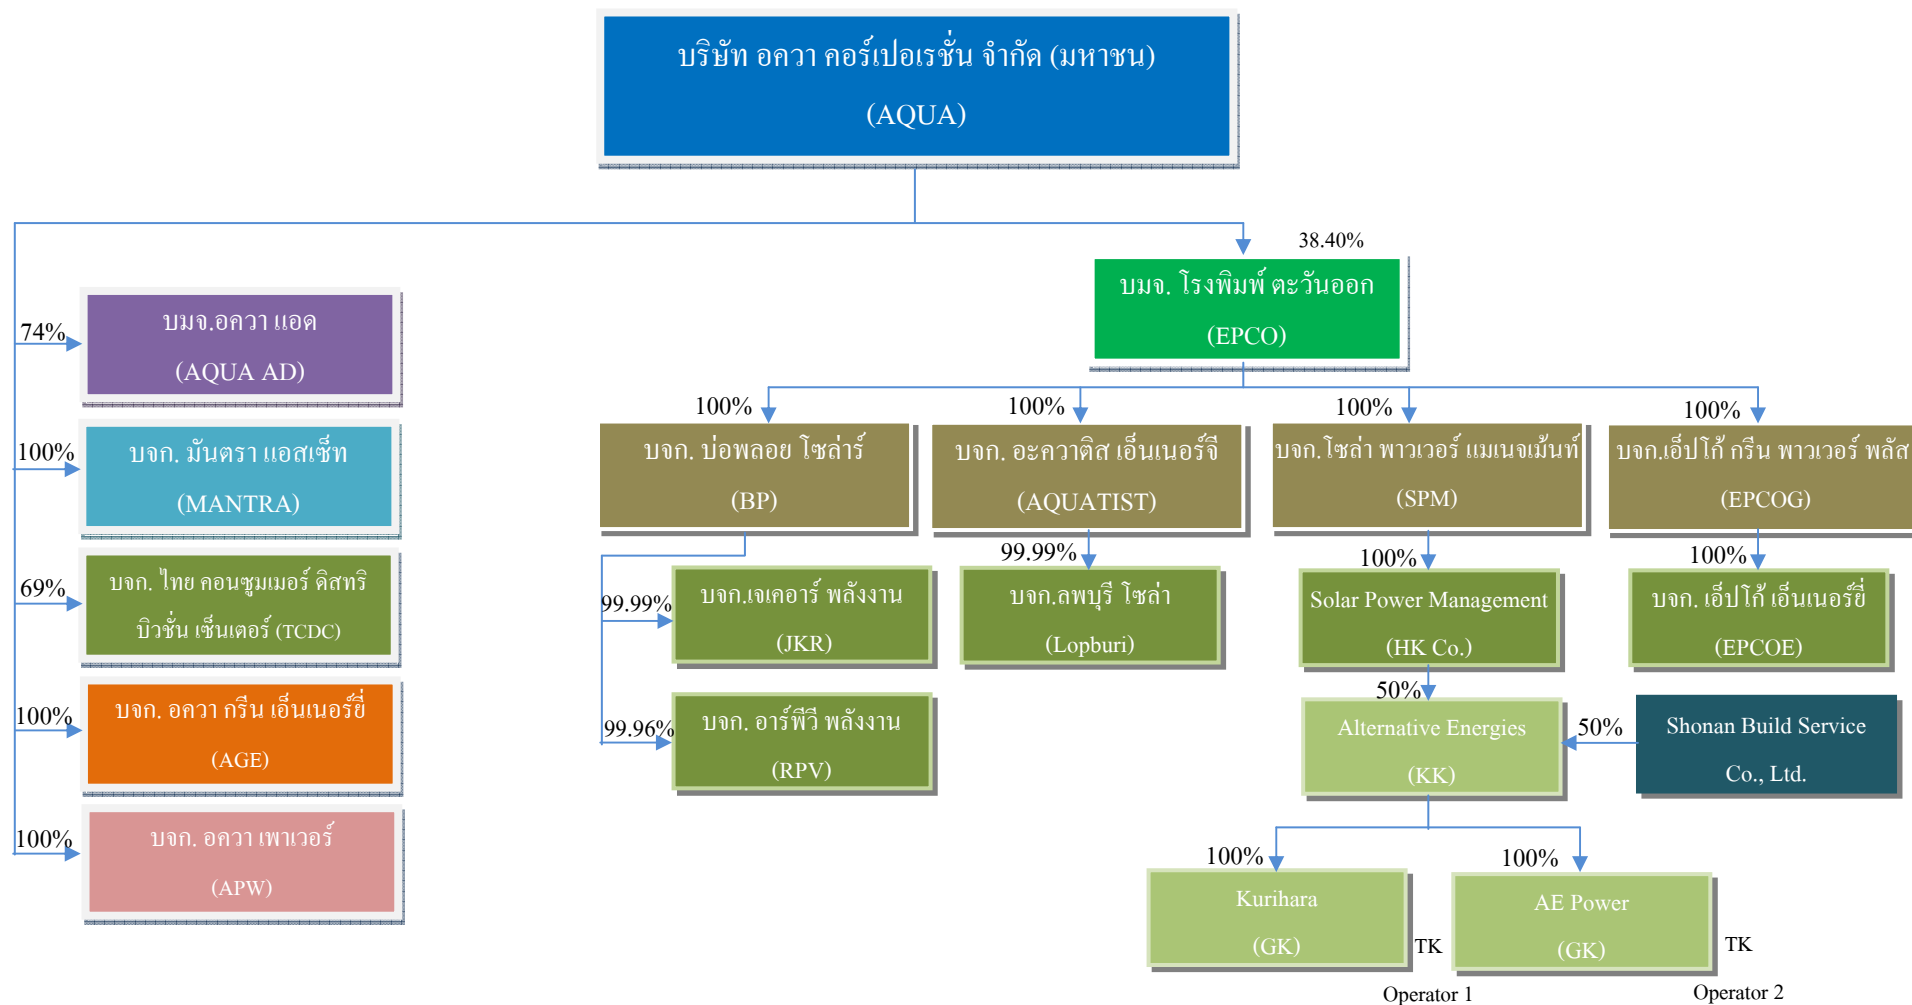 บริษัท อควา คอร์เปอเรชั่น จำกัด (มหาชน)
(AQUA)
38.40%
บมจ. โรงพิมพ์ ตะวันออก
(EPCO)
74%
บมจ.อควา แอด
(AQUA AD)
100%
บจก. มันตรา แอสเซ็ท
(MANTRA)
69%
บจก. ไทย คอนซูมเมอร์ ดิสทริ
บิวชั่น เซ็นเตอร์ (TCDC)
100%
บจก. อควา กรีน เอ็นเนอร์ยี่
(AGE)
100%
บจก. อควา เพาเวอร์
(APW)
100%
บจก. บ่อพลอย โซล่าร์
(BP)
100%
บจก. อะควาติส เอ็นเนอร์จี
(AQUATIST)
100%
บจก.โซล่า พาวเวอร์ แมเนจเม้นท์
(SPM)
100%
บจก.เอ็ปโก้ กรีน พาวเวอร์ พลัส
(EPCOG)
99.99%
บจก.เจเคอาร์ พลังงาน
(JKR)
99.96%
บจก. อาร์พีวี พลังงาน
(RPV)
99.99%
บจก.ลพบุรี โซล่า
(Lopburi)
100%
Solar Power Management
(HK Co.)
100%
บจก. เอ็ปโก้ เอ็นเนอร์ยี่
(EPCOE)
50%
Alternative Energies
(KK)
50%
Shonan Build Service
Co., Ltd.
100%
Kurihara
(GK)
TK
Operator 1
100%
AE Power
(GK)
TK
Operator 2